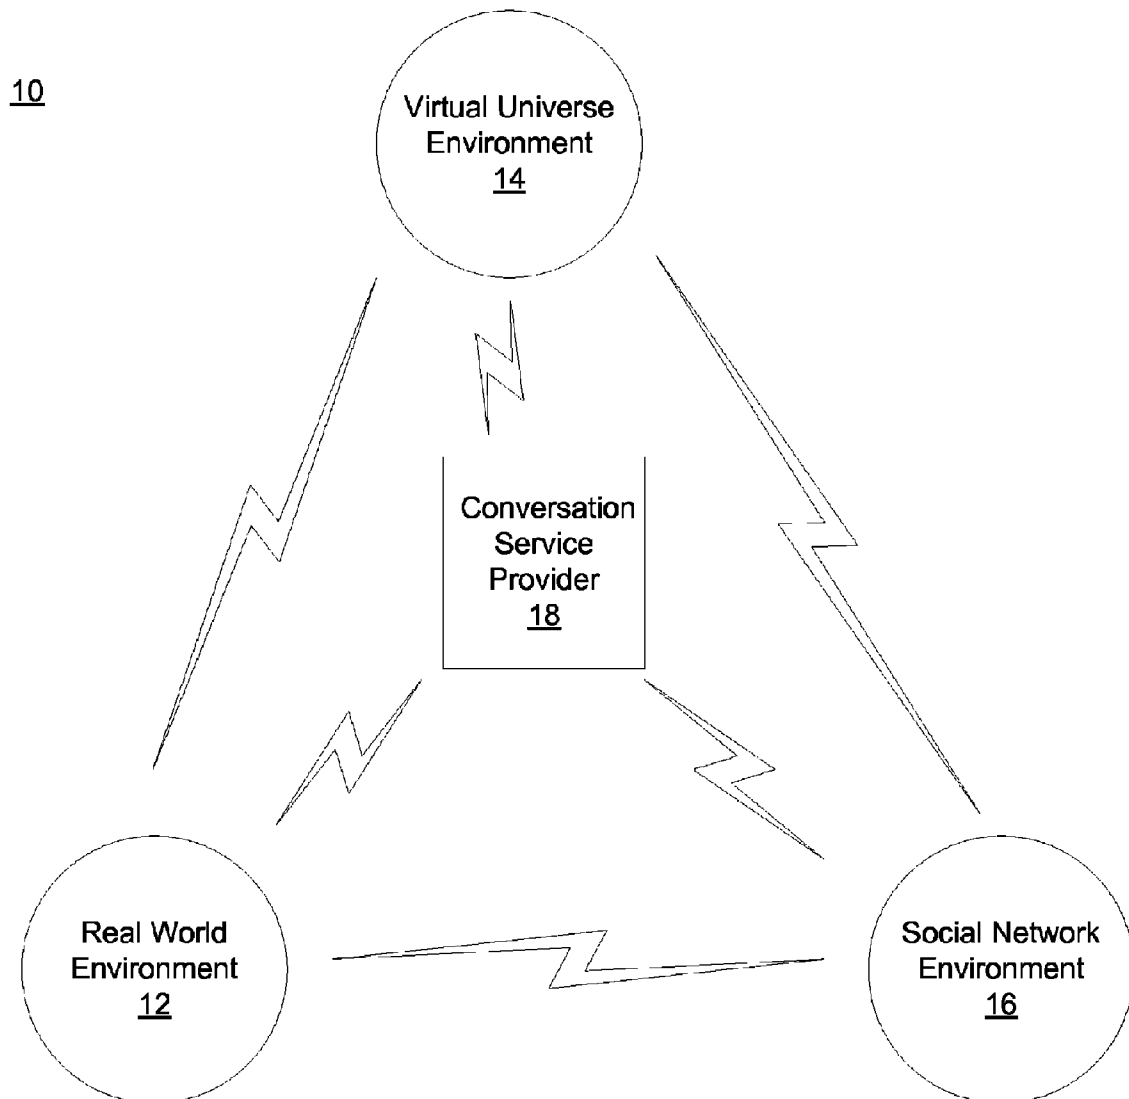 10
Virtual Universe
Environment
14
Conversation
Service
Provider
18
Real World
Environment
12
Social Network
Environment
16